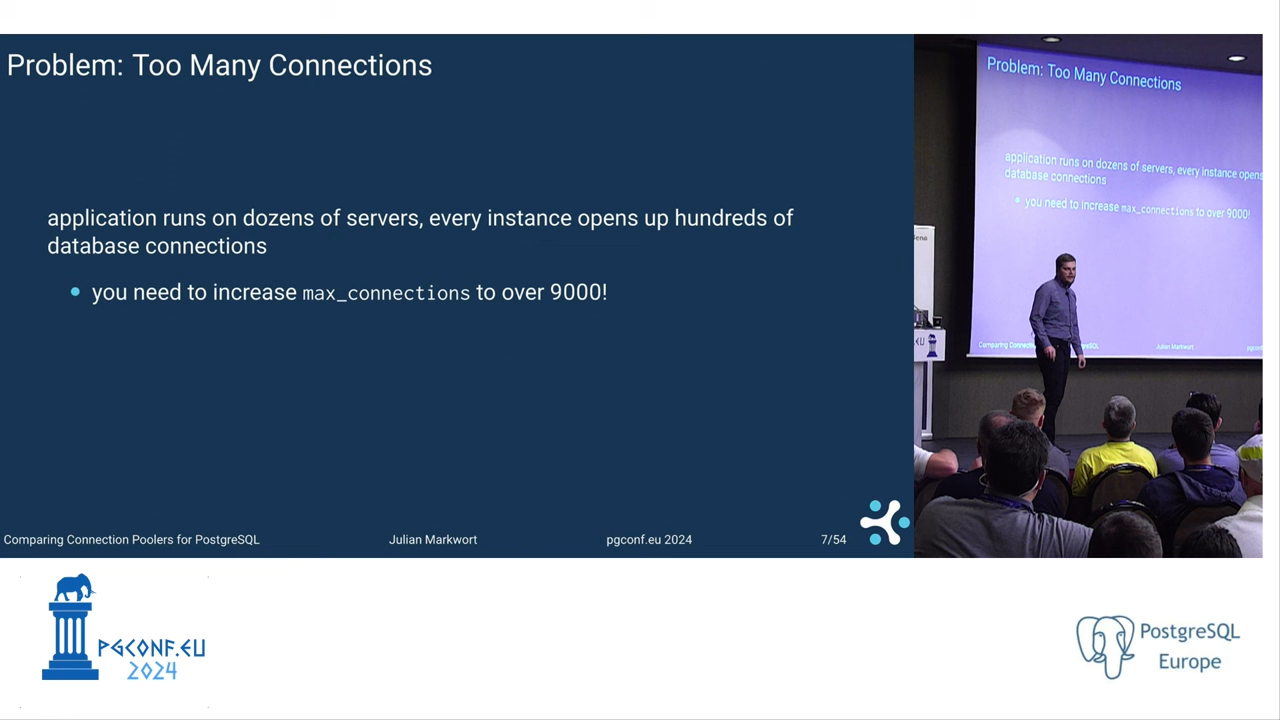 Problem: Too Many Connections
application runs on dozens of servers, every instance opens up hundreds of
database connections
you need to increase max_connections to over 9000!
Comparing Connection Poolers for PostgreSQL
Julian Markwort
pgconf.eu 2024
7/54
Problem: Too Many Connections
application runs on dozens of servers, every instance opens
database connections
you need to increase max_connections to over 9000!
Julian Markwort
PGCONF.EU
2024
PostgreSQL
Europe